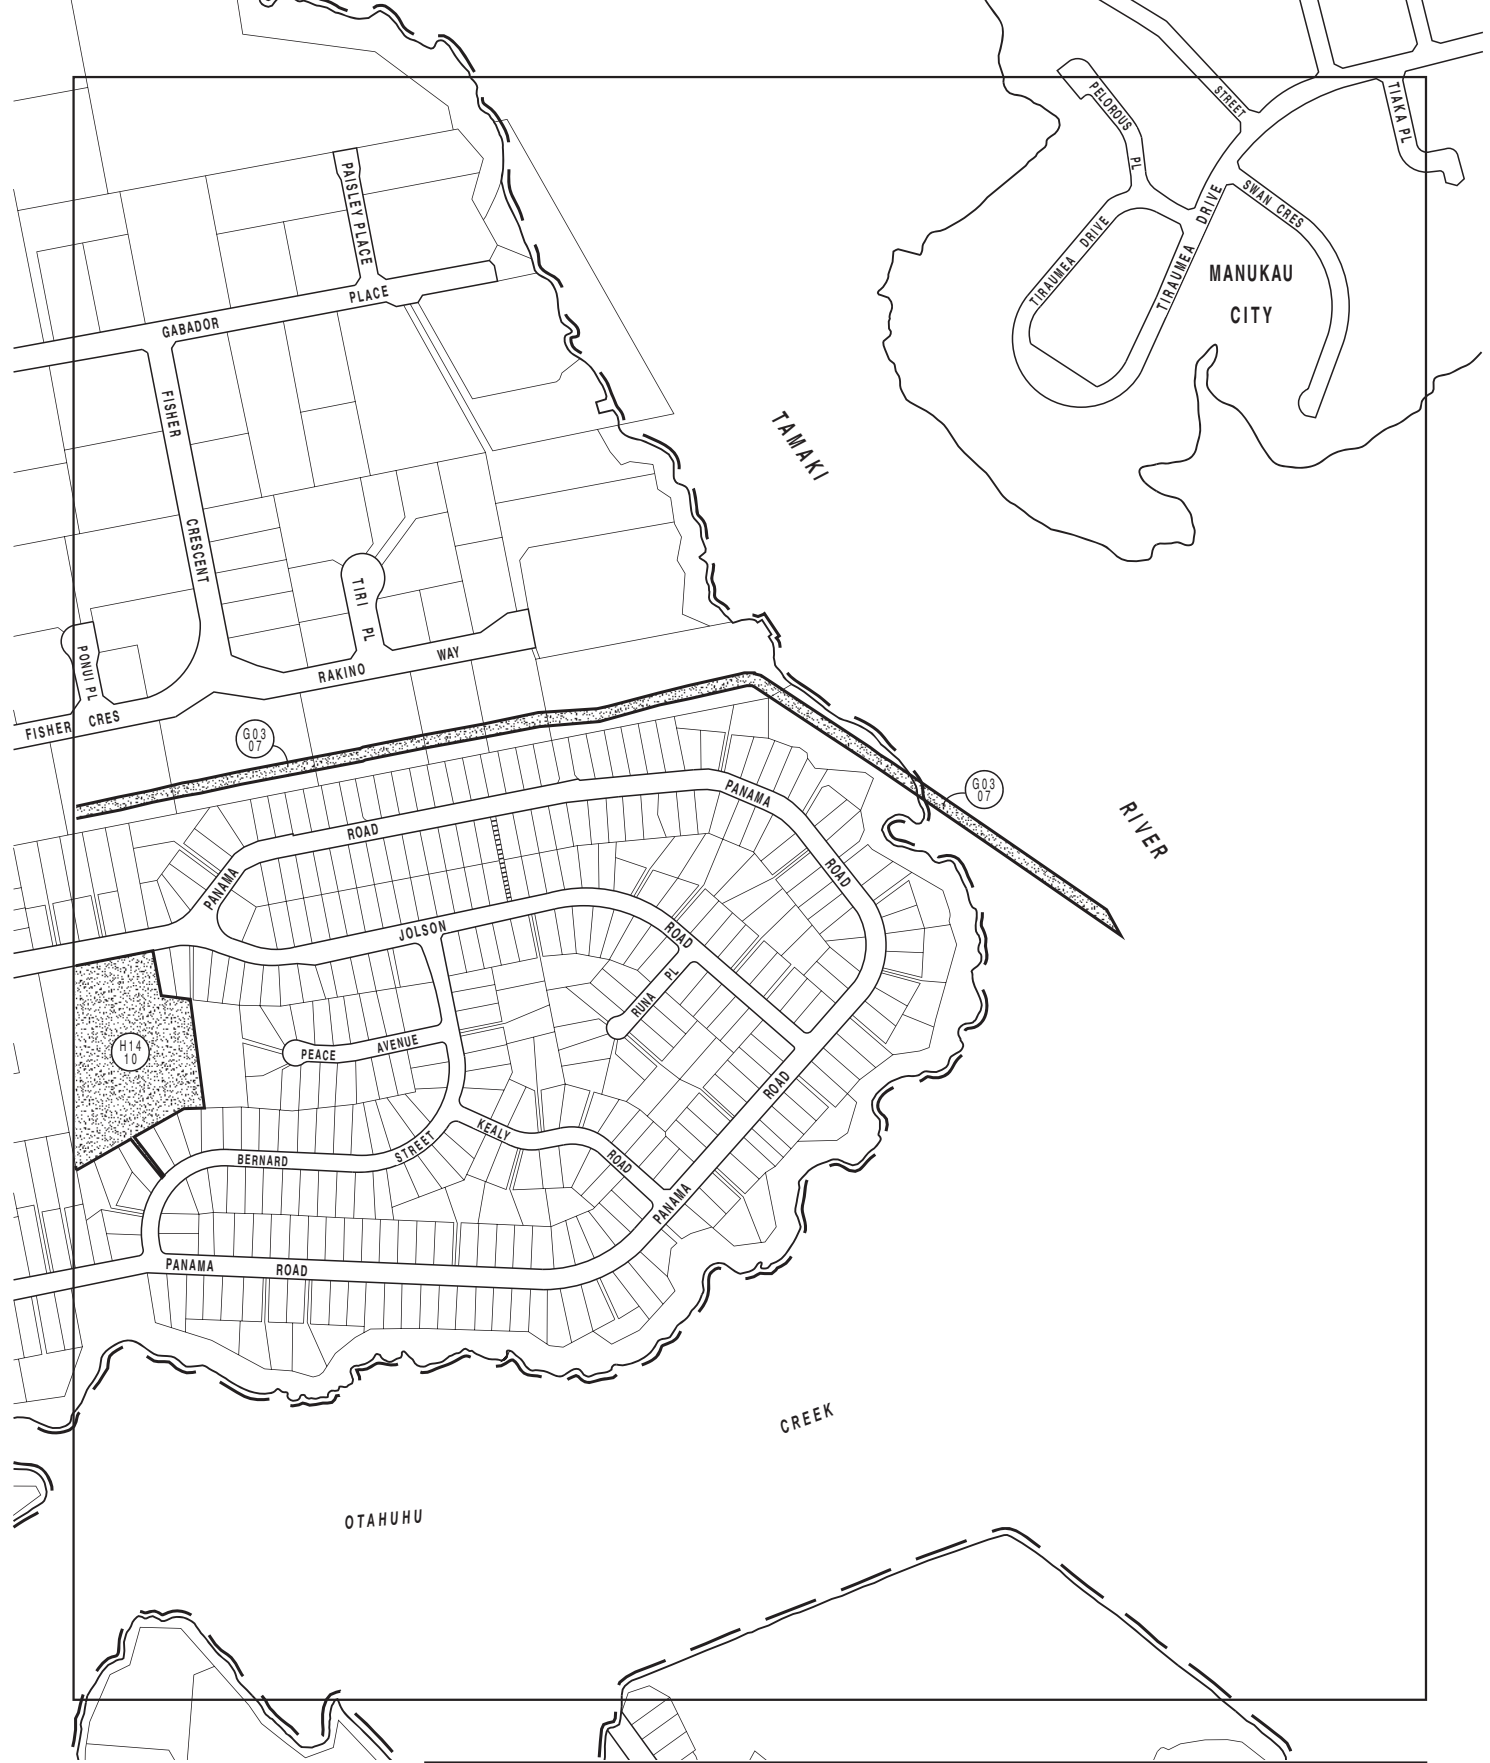 PELOROUS
PL
STREET
TIAKA PL
PAISLEY PLACE
TIRAUMEA DRIVE
TIRAUMEA DRIVE
SWAN CRES
MANUKAU
CITY
GABADOR PLACE
FISHER
CRESCENT
TAMAKI
TIRI PL
PONUI PL
RAKINO WAY
FISHER CRES
G03
07
G03
07
RIVER
PANAMA
ROAD
PANAMA
ROAD
JOLSON
ROAD
RUNA PL
H14
10
PEACE AVENUE
ROAD
KEALY
ROAD
BERNARD
STREET
PANAMA
PANAMA ROAD
CREEK
OTAHUHU